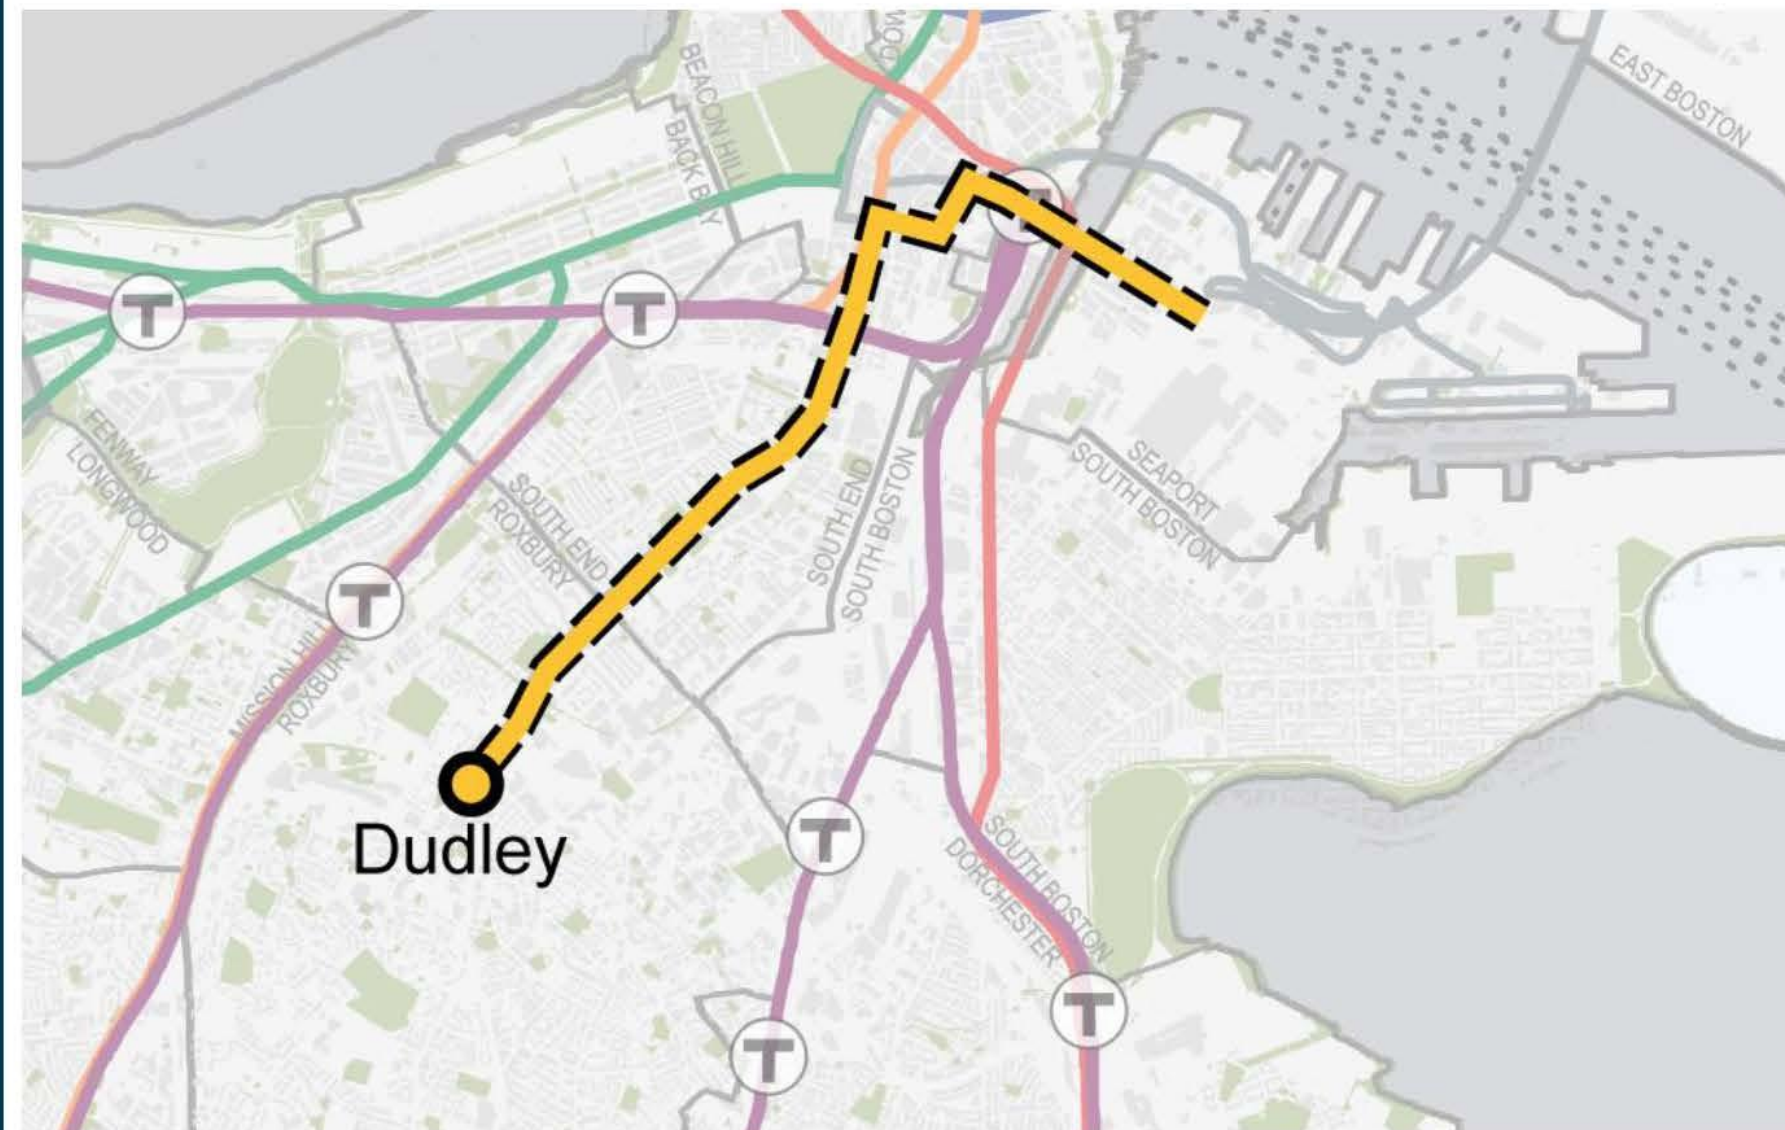 DOW
BEACON HILL
BACK BAY
EAST BOSTON
FENWAY
LONGWOOD
SOUTH END
ROXBURY
SOUTH END
SOUTH BOSTON
SEAPORT
SOUTH BOSTON
MISSION HILL
ROXBURY
Dudley
SOUTH BOSTON
DORCHESTER
T
T
T
T
T
T
T